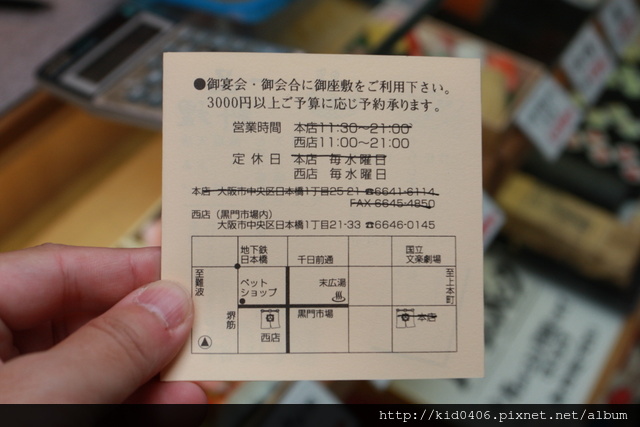 ●御宴会・御会合に御座敷をご利用下さい。
3000円以上ご予算に応じ予約承ります。
営業時間 本店11:30~21:00
西店11:00~21:00
定休日 本店 毎水曜日
西店 毎水曜日
本店 大阪市中央区日本橋1丁目25-21 ☎6641-6114
FAX 6645-4850
西店（黒門市場内）
大阪市中央区日本橋1丁目21-33 ☎6646-0145
地下鉄
日本橋
千日前通
国立
文楽劇場
至難波
ペット
ショップ
末広湯
至上本町
堺筋
西店
黒門市場
本店
http://kid0406.pixnet.net/album